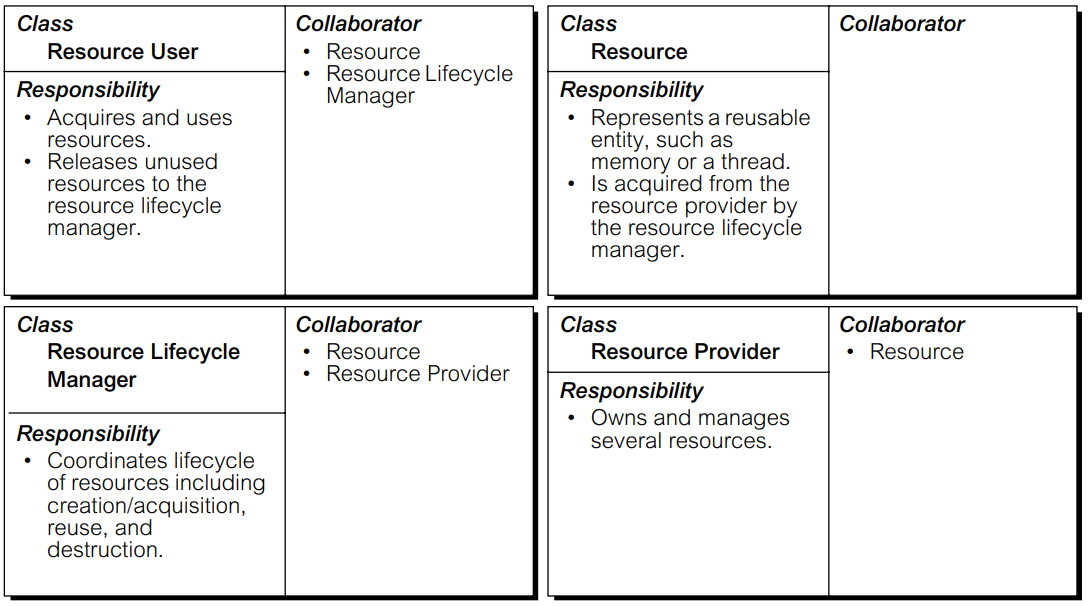 Class
Resource User
Responsibility
• Acquires and uses
resources.
• Releases unused
resources to the
resource lifecycle
manager.
Collaborator
• Resource
• Resource Lifecycle
Manager
Class
Resource
Responsibility
• Represents a reusable
entity, such as
memory or a thread.
• Is acquired from the
resource provider by
the resource lifecycle
manager.
Collaborator
Class
Resource Lifecycle
Manager
Responsibility
• Coordinates lifecycle
of resources including
creation/acquisition,
reuse, and
destruction.
Collaborator
• Resource
• Resource Provider
Class
Resource Provider
Responsibility
• Owns and manages
several resources.
Collaborator
• Resource